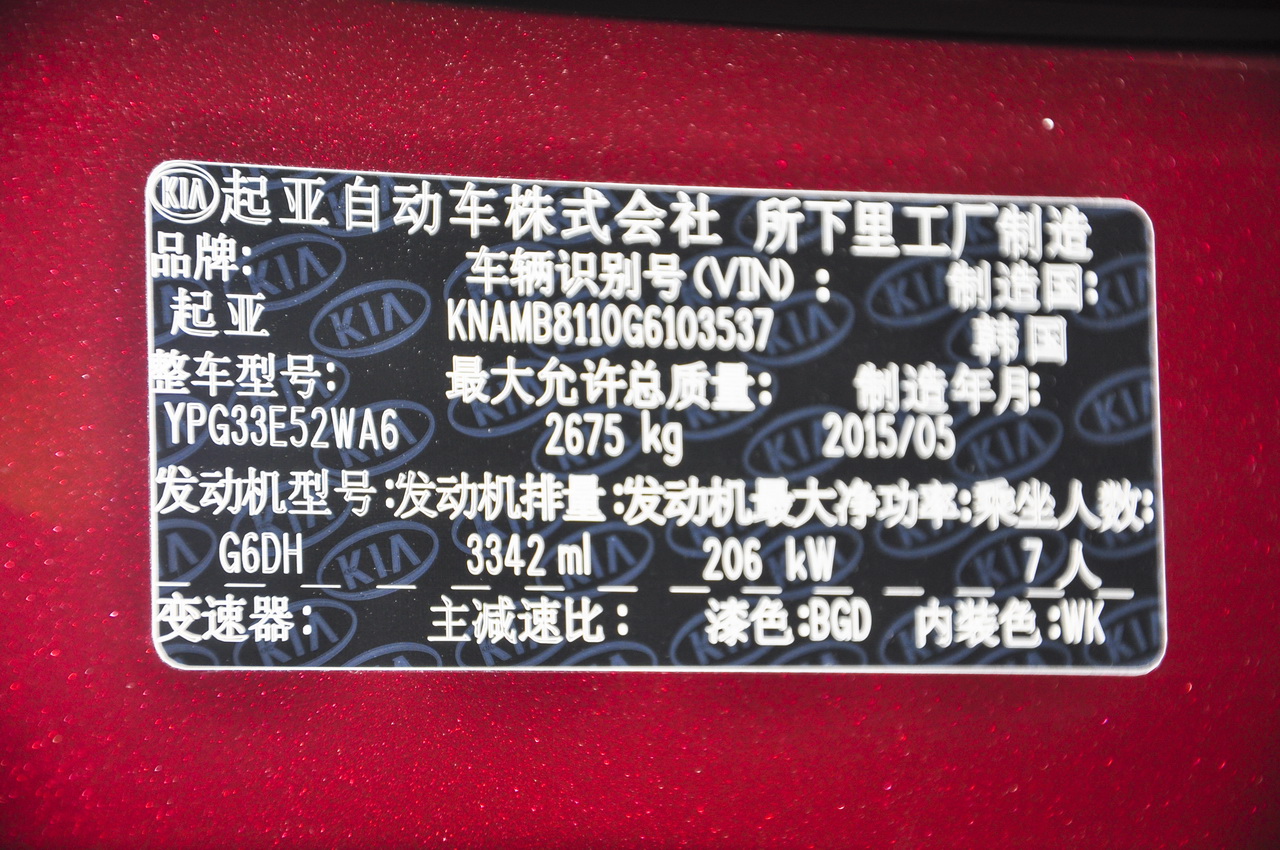 KIA 起亚自动车株式会社 所下里工厂制造
品牌: 车辆识别号(VIN): 制造国:
起亚 KNAMB8110G6103537 韩国
整车型号: 最大允许总质量: 制造年月:
YPG33E52WA6 2675 kg 2015/05
发动机型号:发动机排量:发动机最大净功率:乘坐人数:
G6DH 3342 ml 206 kW 7 人
变速器: 主减速比: 漆色:BGD 内装色:WK